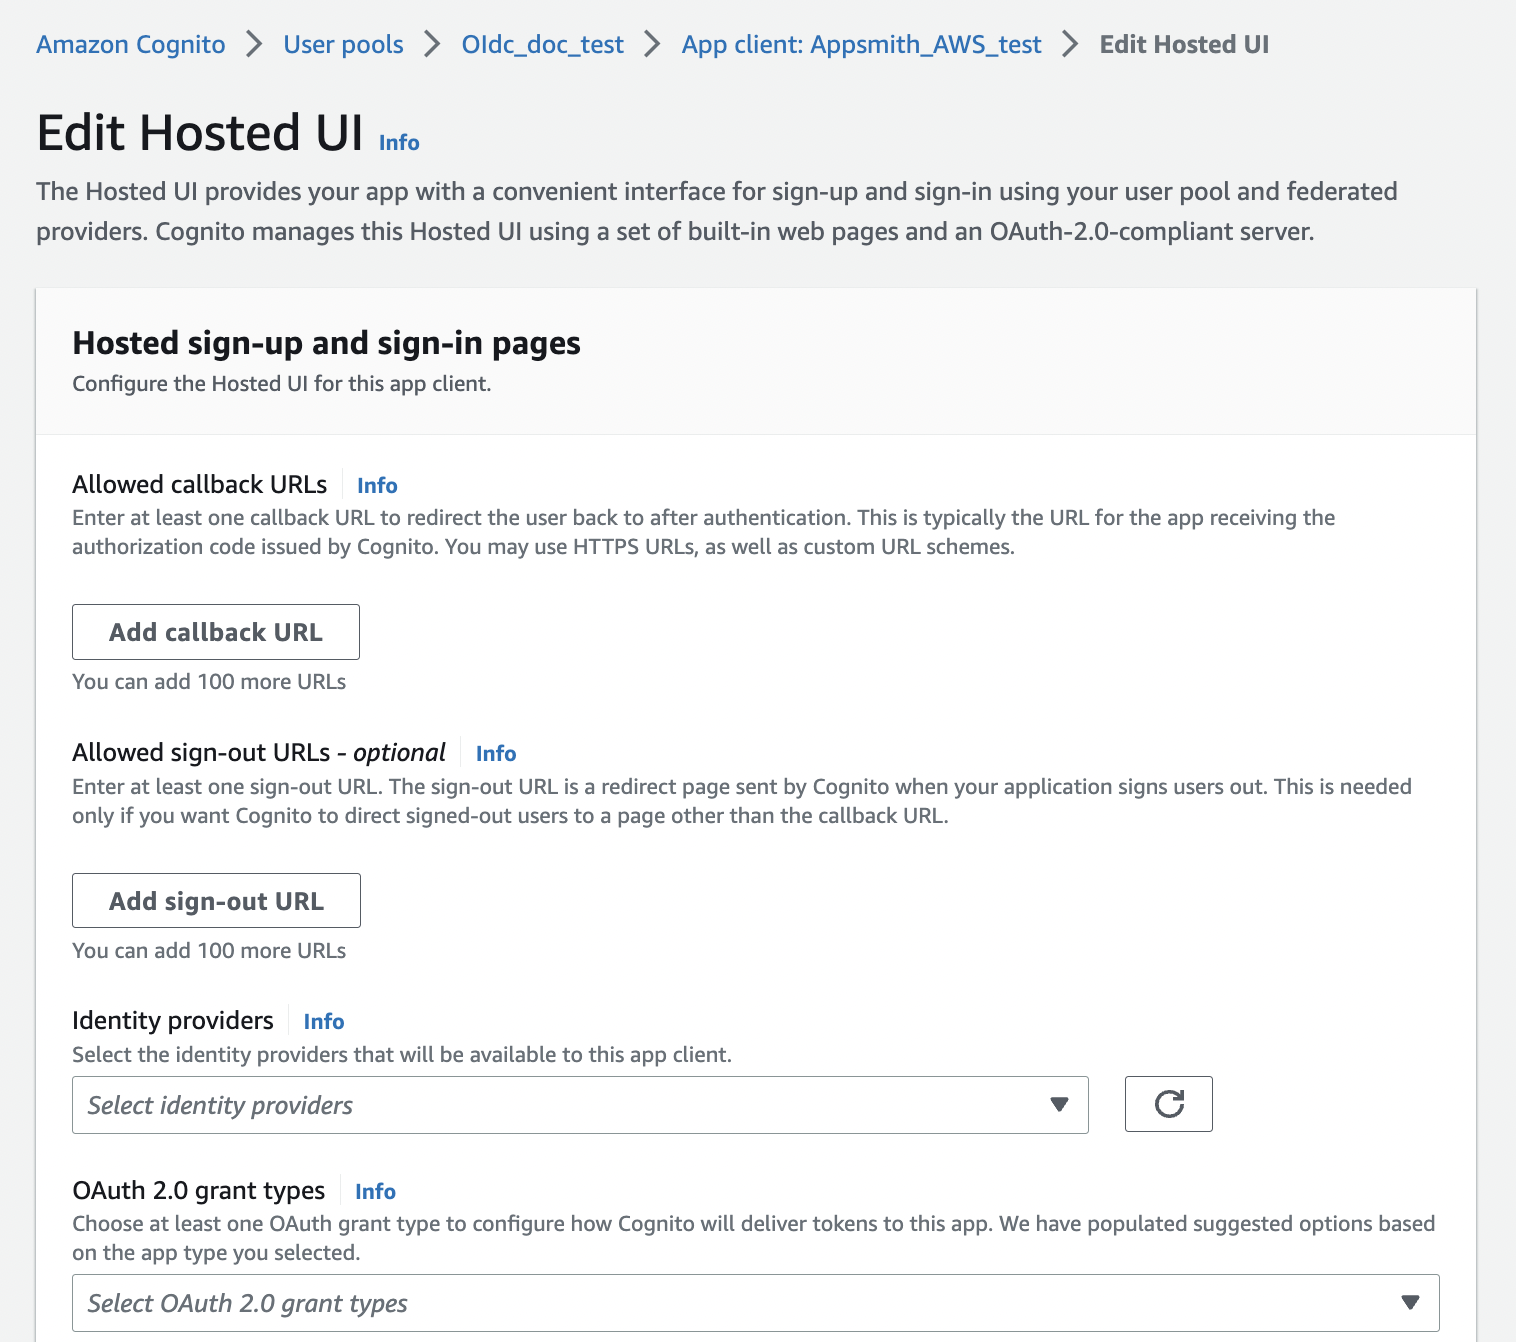 Amazon Cognito > User pools > OIdc_doc_test > App client: Appsmith_AWS_test > Edit Hosted UI
Edit Hosted UI Info
The Hosted UI provides your app with a convenient interface for sign-up and sign-in using your user pool and federated
providers. Cognito manages this Hosted UI using a set of built-in web pages and an OAuth-2.0-compliant server.
Hosted sign-up and sign-in pages
Configure the Hosted UI for this app client.
Allowed callback URLs Info
Enter at least one callback URL to redirect the user back to after authentication. This is typically the URL for the app receiving the
authorization code issued by Cognito. You may use HTTPS URLs, as well as custom URL schemes.
Add callback URL
You can add 100 more URLs
Allowed sign-out URLs - optional Info
Enter at least one sign-out URL. The sign-out URL is a redirect page sent by Cognito when your application signs users out. This is needed
only if you want Cognito to direct signed-out users to a page other than the callback URL.
Add sign-out URL
You can add 100 more URLs
Identity providers Info
Select the identity providers that will be available to this app client.
Select identity providers
OAuth 2.0 grant types Info
Choose at least one OAuth grant type to configure how Cognito will deliver tokens to this app. We have populated suggested options based
on the app type you selected.
Select OAuth 2.0 grant types